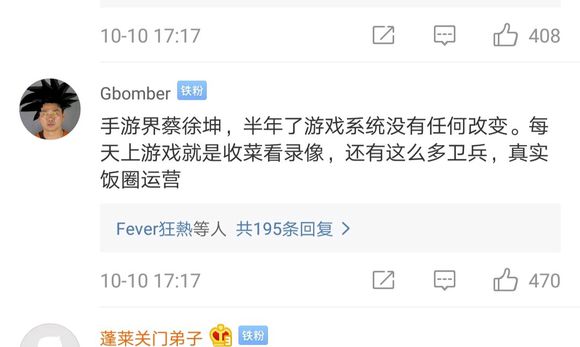 10-10 17:17
408
Gbomber 铁粉
手游界蔡徐坤，半年了游戏系统没有任何改变。每
天上游戏就是收菜看录像，还有这么多卫兵，真实
饭圈运营
Fever狂熱等人 共195条回复
10-10 17:17
470
蓬莱关门弟子 铁粉